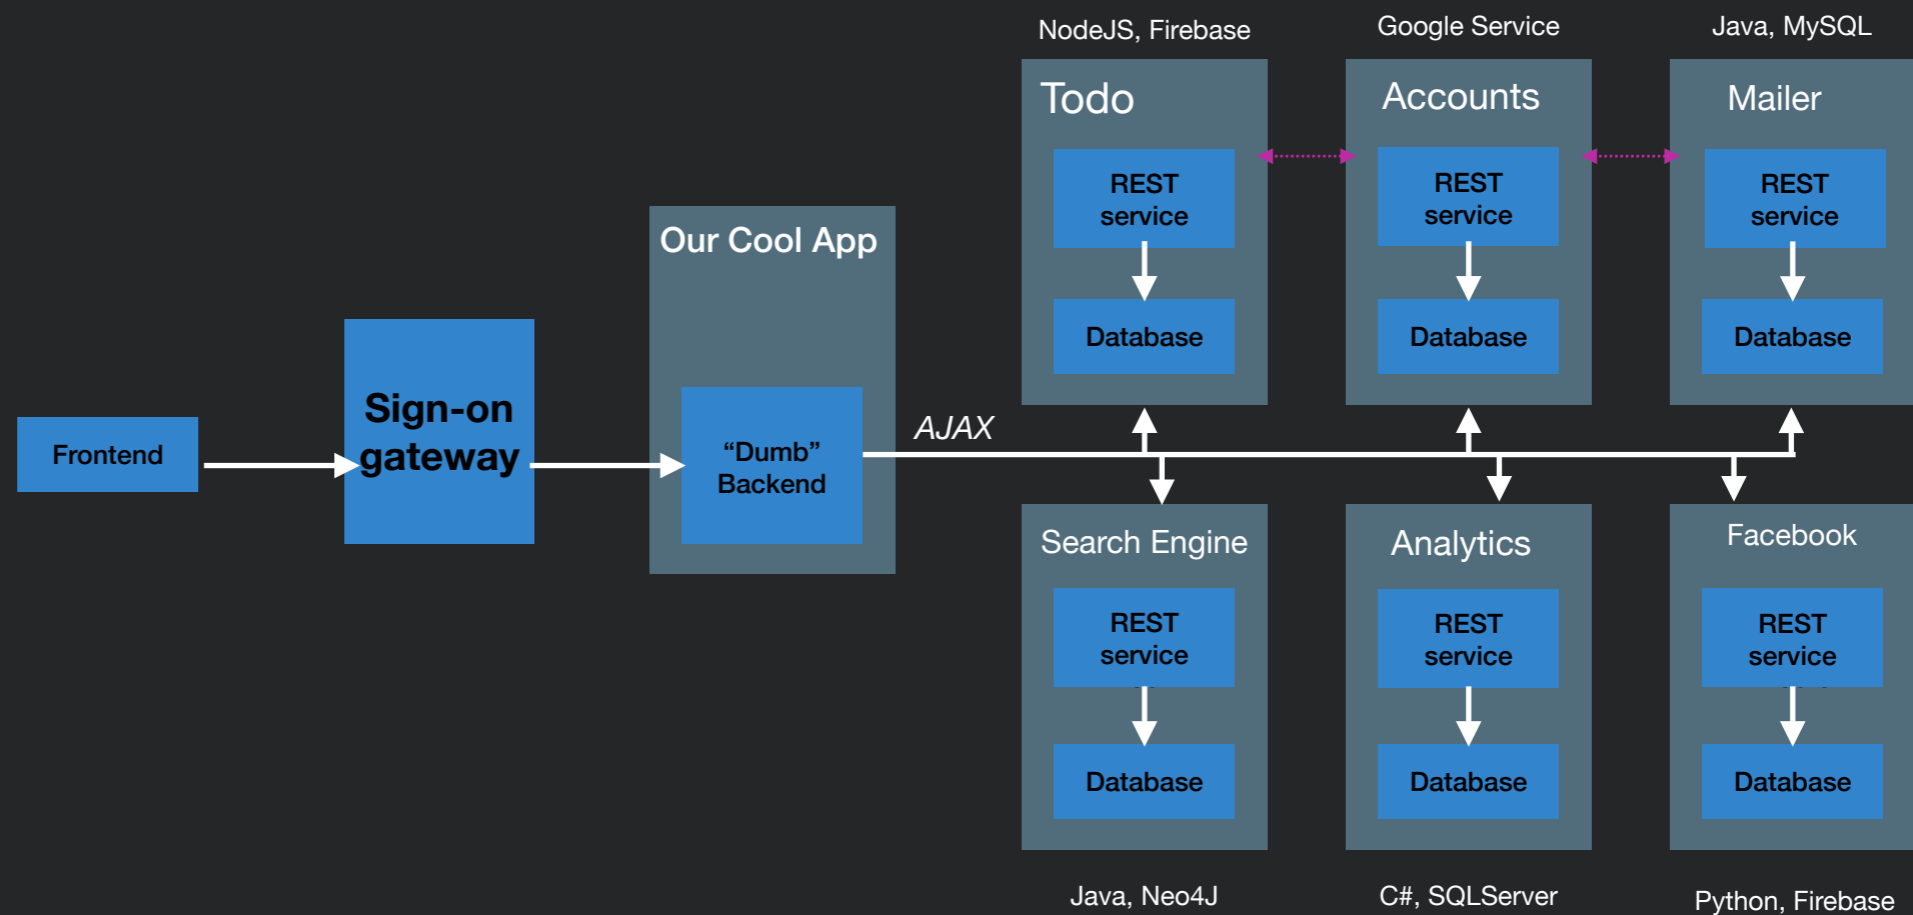 NodeJS, Firebase
Google Service
Java, MySQL
Todo
Accounts
Mailer
REST
service
REST
service
REST
service
Database
Database
Database
Our Cool App
Sign-on
gateway
Frontend
“Dumb”
Backend
AJAX
Search Engine
Analytics
Facebook
REST
service
REST
service
REST
service
Database
Database
Database
Java, Neo4J
C#, SQLServer
Python, Firebase